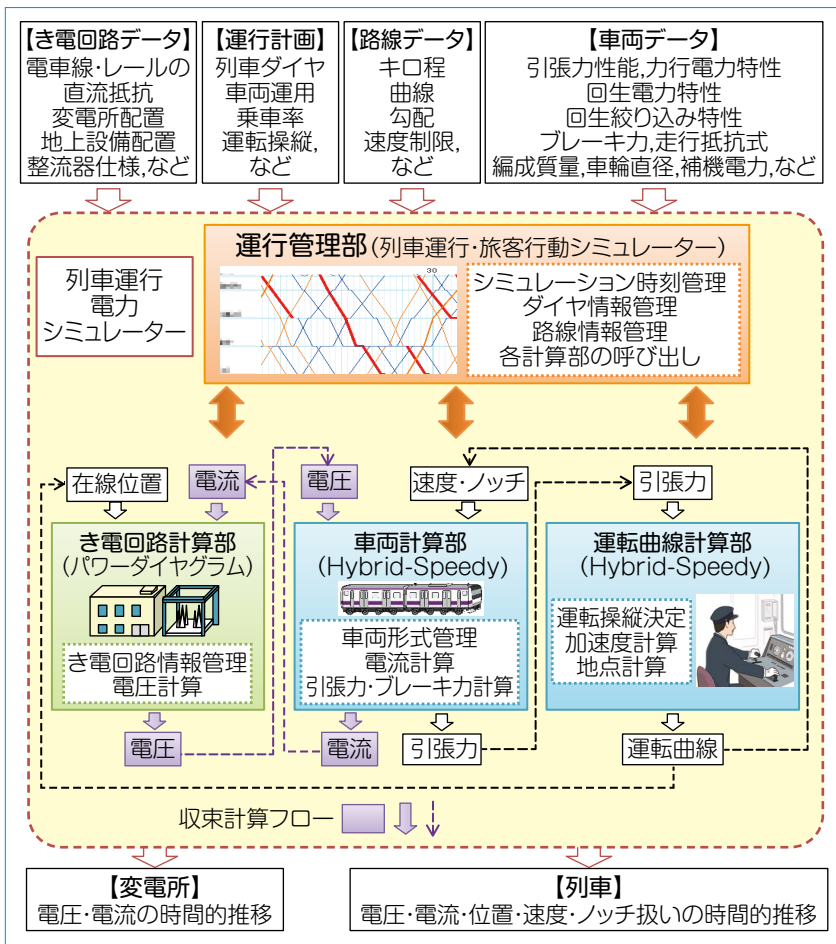 【き電回路データ】
電車線・レールの
直流抵抗
変電所配置
地上設備配置
整流器仕様,など
【運行計画】
列車ダイヤ
車両運用
乗車率
運転操縦,
など
【路線データ】
キロ程
曲線
勾配
速度制限,
など
【車両データ】
引張力性能,力行電力特性
回生電力特性
回生絞り込み特性
ブレーキ力,走行抵抗式
編成質量,車輪直径,補機電力,など
列車運行
電力
シミュレーター
運行管理部(列車運行・旅客行動シミュレーター)
30
シミュレーション時刻管理
ダイヤ情報管理
路線情報管理
各計算部の呼び出し
在線位置
電流
電圧
速度・ノッチ
引張力
き電回路計算部
(パワーダイヤグラム)
き電回路情報管理
電圧計算
車両計算部
(Hybrid-Speedy)
車両形式管理
電流計算
引張力・ブレーキ力計算
運転曲線計算部
(Hybrid-Speedy)
運転操縦決定
加速度計算
地点計算
電圧
電流
引張力
運転曲線
収束計算フロー
【変電所】
電圧・電流の時間的推移
【列車】
電圧・電流・位置・速度・ノッチ扱いの時間的推移